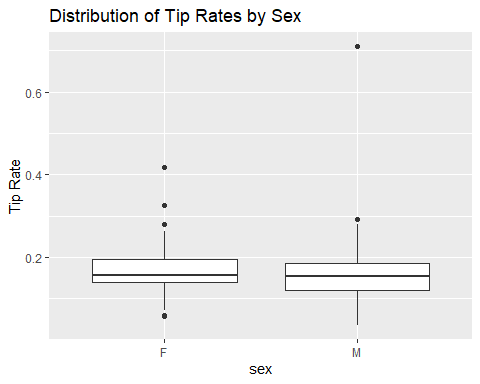 Distribution of Tip Rates by Sex
Tip Rate
0.6
0.4
0.2
F M
sex